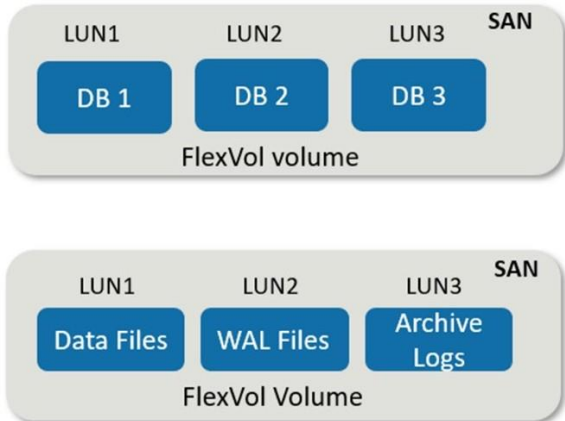 SAN
LUN1 LUN2 LUN3
DB 1 DB 2 DB 3
FlexVol volume
SAN
LUN1 LUN2 LUN3
Data Files WAL Files Archive
Logs
FlexVol Volume